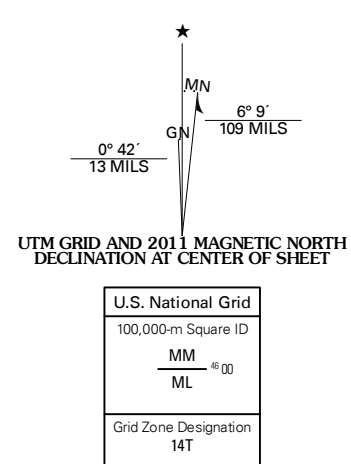 ★
MN
GN
6° 9´
109 MILS
0° 42´
13 MILS
UTM GRID AND 2011 MAGNETIC NORTH
DECLINATION AT CENTER OF SHEET
U.S. National Grid
100,000-m Square ID
MM
46 00
ML
Grid Zone Designation
14T